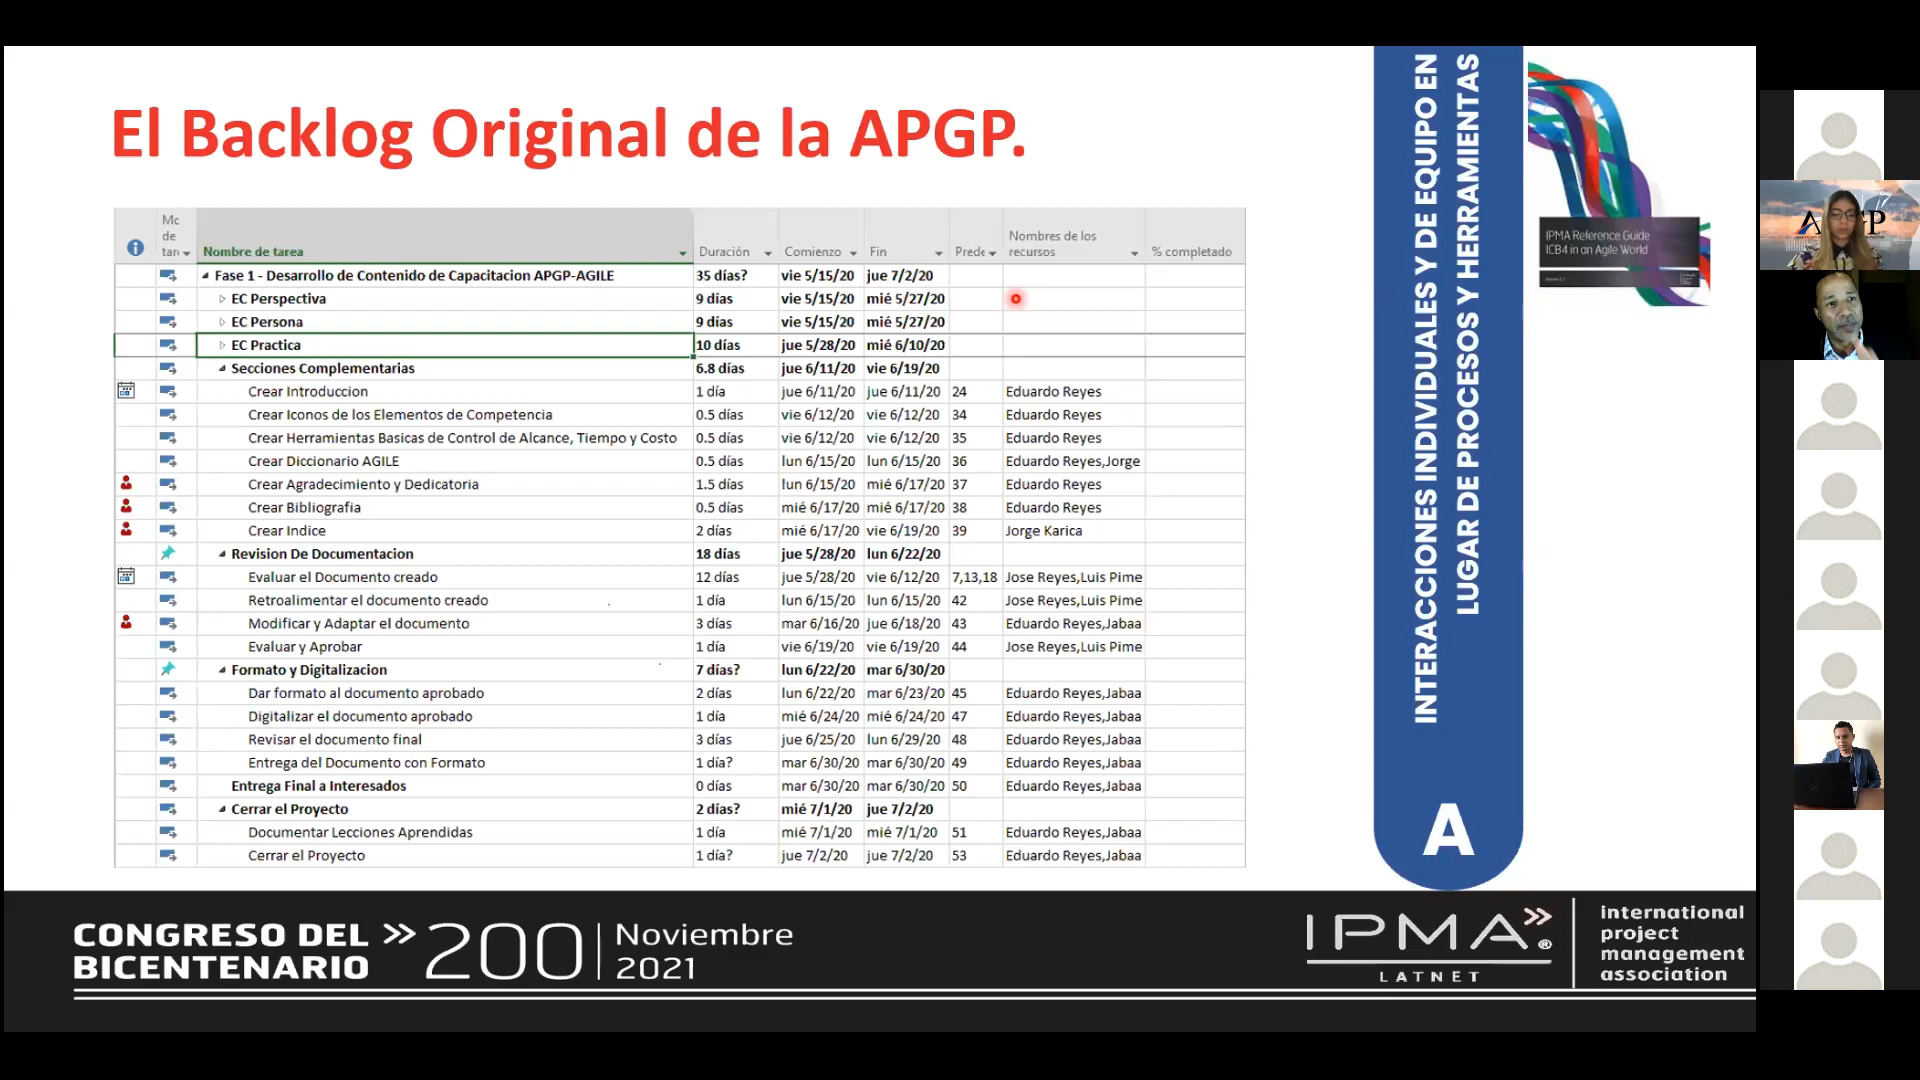 El Backlog Original de la APGP.
Mc de tar Nombre de tarea Duración Comienzo Fin Prede Nombres de los recursos % completado
Fase 1 - Desarrollo de Contenido de Capacitacion APGP-AGILE 35 días? vie 5/15/20 jue 7/2/20
EC Perspectiva 9 días vie 5/15/20 mié 5/27/20
EC Persona 9 días vie 5/15/20 mié 5/27/20
EC Practica 10 días jue 5/28/20 mié 6/10/20
Secciones Complementarias 6.8 días jue 6/11/20 vie 6/19/20
Crear Introduccion 1 día jue 6/11/20 jue 6/11/20 24 Eduardo Reyes
Crear Iconos de los Elementos de Competencia 0.5 días vie 6/12/20 vie 6/12/20 34 Eduardo Reyes
Crear Herramientas Basicas de Control de Alcance, Tiempo y Costo 0.5 días vie 6/12/20 vie 6/12/20 35 Eduardo Reyes
Crear Diccionario AGILE 0.5 días lun 6/15/20 lun 6/15/20 36 Eduardo Reyes,Jorge
Crear Agradecimiento y Dedicatoria 1.5 días lun 6/15/20 mié 6/17/20 37 Eduardo Reyes
Crear Bibliografia 0.5 días mié 6/17/20 mié 6/17/20 38 Eduardo Reyes
Crear Indice 2 días mié 6/17/20 vie 6/19/20 39 Jorge Karica
Revision De Documentacion 18 días jue 5/28/20 lun 6/22/20
Evaluar el Documento creado 12 días jue 5/28/20 vie 6/12/20 7,13,18 Jose Reyes,Luis Pime
Retroalimentar el documento creado 1 día lun 6/15/20 lun 6/15/20 42 Jose Reyes,Luis Pime
Modificar y Adaptar el documento 3 días mar 6/16/20 jue 6/18/20 43 Eduardo Reyes,Jabaa
Evaluar y Aprobar 1 día vie 6/19/20 vie 6/19/20 44 Jose Reyes,Luis Pime
Formato y Digitalizacion 7 días? lun 6/22/20 mar 6/30/20
Dar formato al documento aprobado 2 días lun 6/22/20 mar 6/23/20 45 Eduardo Reyes,Jabaa
Digitalizar el documento aprobado 1 día mié 6/24/20 mié 6/24/20 47 Eduardo Reyes,Jabaa
Revisar el documento final 3 días jue 6/25/20 lun 6/29/20 48 Eduardo Reyes,Jabaa
Entrega del Documento con Formato 1 día? mar 6/30/20 mar 6/30/20 49 Eduardo Reyes,Jabaa
Entrega Final a Interesados 0 días mar 6/30/20 mar 6/30/20 50 Eduardo Reyes,Jabaa
Cerrar el Proyecto 2 días? mié 7/1/20 jue 7/2/20
Documentar Lecciones Aprendidas 1 día mié 7/1/20 mié 7/1/20 51 Eduardo Reyes,Jabaa
Cerrar el Proyecto 1 día? jue 7/2/20 jue 7/2/20 53 Eduardo Reyes,Jabaa
INTERACCIONES INDIVIDUALES Y DE EQUIPO EN
LUGAR DE PROCESOS Y HERRAMIENTAS
A
IPMA Reference Guide
ICB4 in an Agile World
CONGRESO DEL
BICENTENARIO
200
Noviembre
2021
IPMA®
LATNET
international
project
management
association